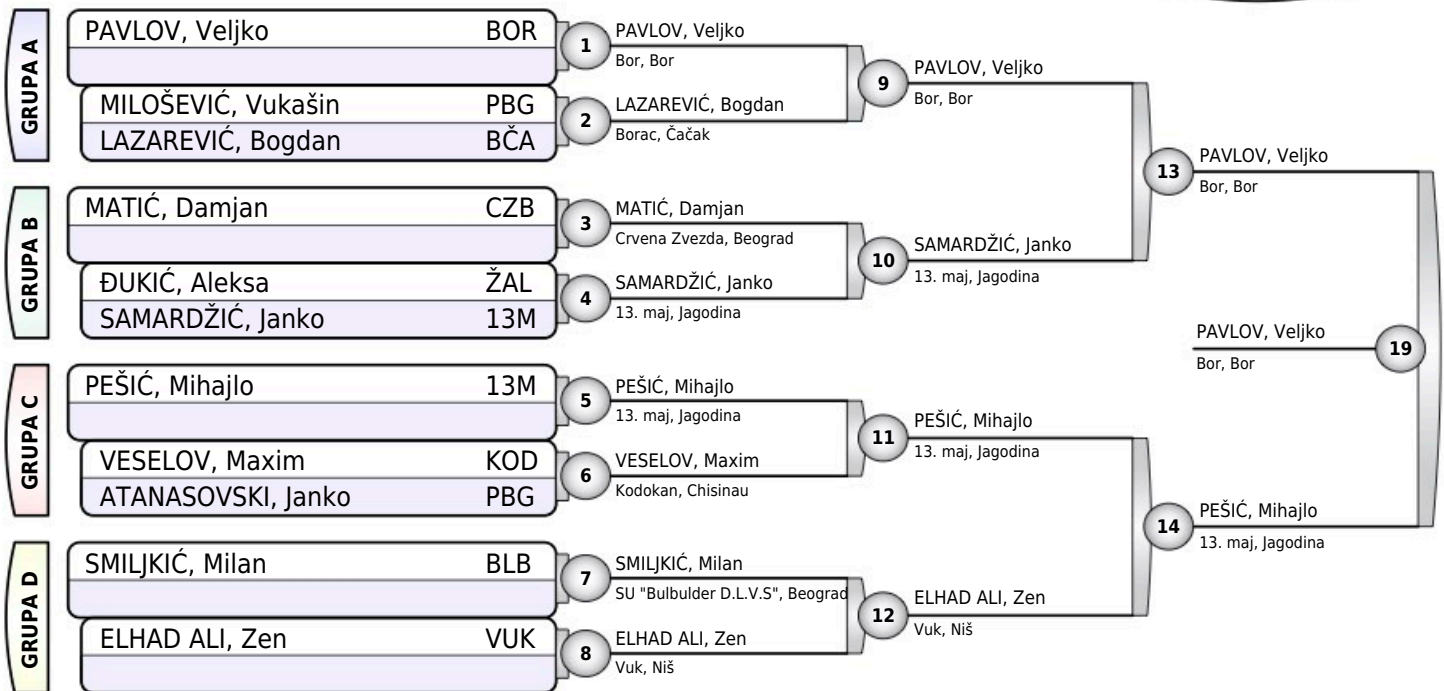 GRUPA A
PAVLOV, Veljko BOR
MILOŠEVIĆ, Vukašin PBG
LAZAREVIĆ, Bogdan BČA
GRUPA B
MATIĆ, Damjan CZB
ĐUKIĆ, Aleksa ŽAL
SAMARDŽIĆ, Janko 13M
GRUPA C
PEŠIĆ, Mihajlo 13M
VESELOV, Maxim KOD
ATANASOVSKI, Janko PBG
GRUPA D
SMILJKIĆ, Milan BLB
ELHAD ALI, Zen VUK
1
PAVLOV, Veljko
Bor, Bor
2
LAZAREVIĆ, Bogdan
Borac, Čačak
3
MATIĆ, Damjan
Crvena Zvezda, Beograd
4
SAMARDŽIĆ, Janko
13. maj, Jagodina
5
PEŠIĆ, Mihajlo
13. maj, Jagodina
6
VESELOV, Maxim
Kodokan, Chisinau
7
SMILJKIĆ, Milan
SU "Bulbulder D.L.V.S", Beograd
8
ELHAD ALI, Zen
Vuk, Niš
9
PAVLOV, Veljko
Bor, Bor
10
SAMARDŽIĆ, Janko
13. maj, Jagodina
11
PEŠIĆ, Mihajlo
13. maj, Jagodina
12
ELHAD ALI, Zen
Vuk, Niš
13
PAVLOV, Veljko
Bor, Bor
14
PEŠIĆ, Mihajlo
13. maj, Jagodina
PAVLOV, Veljko
Bor, Bor
19